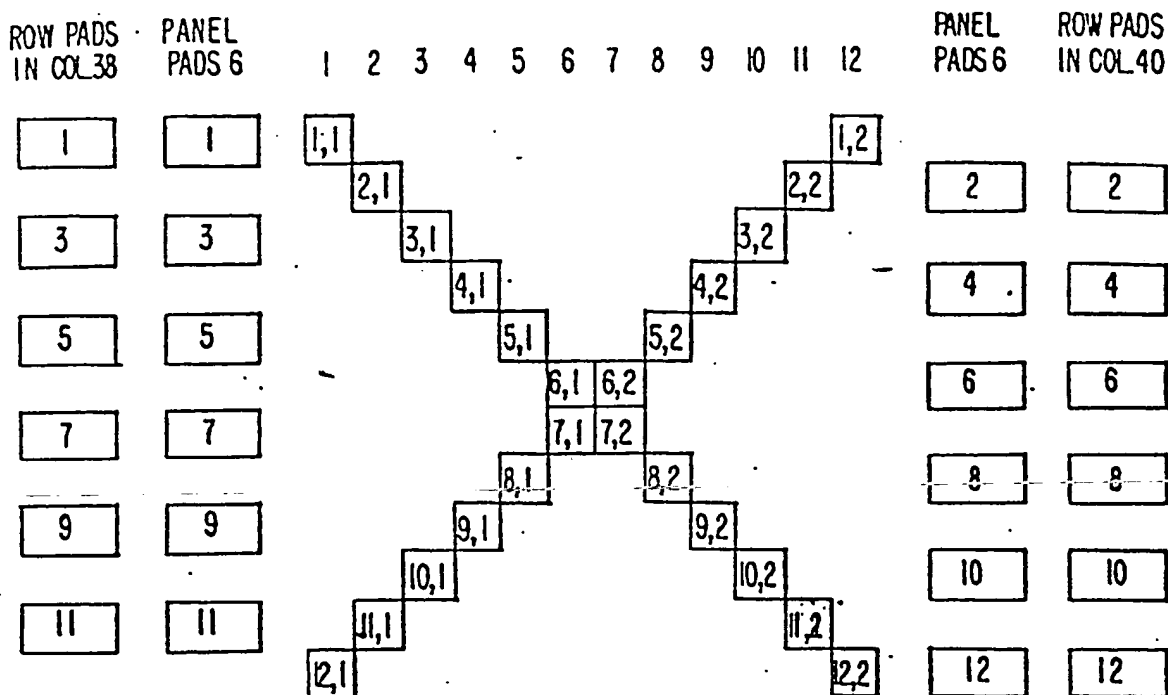 ROW PADS IN COL.38
PANEL PADS 6
1 2 3 4 5 6 7 8 9 10 11 12
PANEL PADS 6
ROW PADS IN COL.40
1 1 1,1 1,2
2,1 2,2 2 2
3 3 3,1 3,2
4,1 4,2 4 4
5 5 5,1 5,2
6,1 6,2 6 6
7 7 7,1 7,2
8,1 8,2 8 8
9 9 9,1 9,2
10,1 10,2 10 10
11 11 11,1 11,2
12,1 12,2 12 12